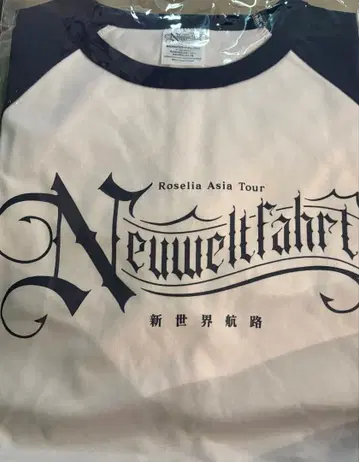 Roselia Asia Tour
Neuweltfahrt
新世界航路